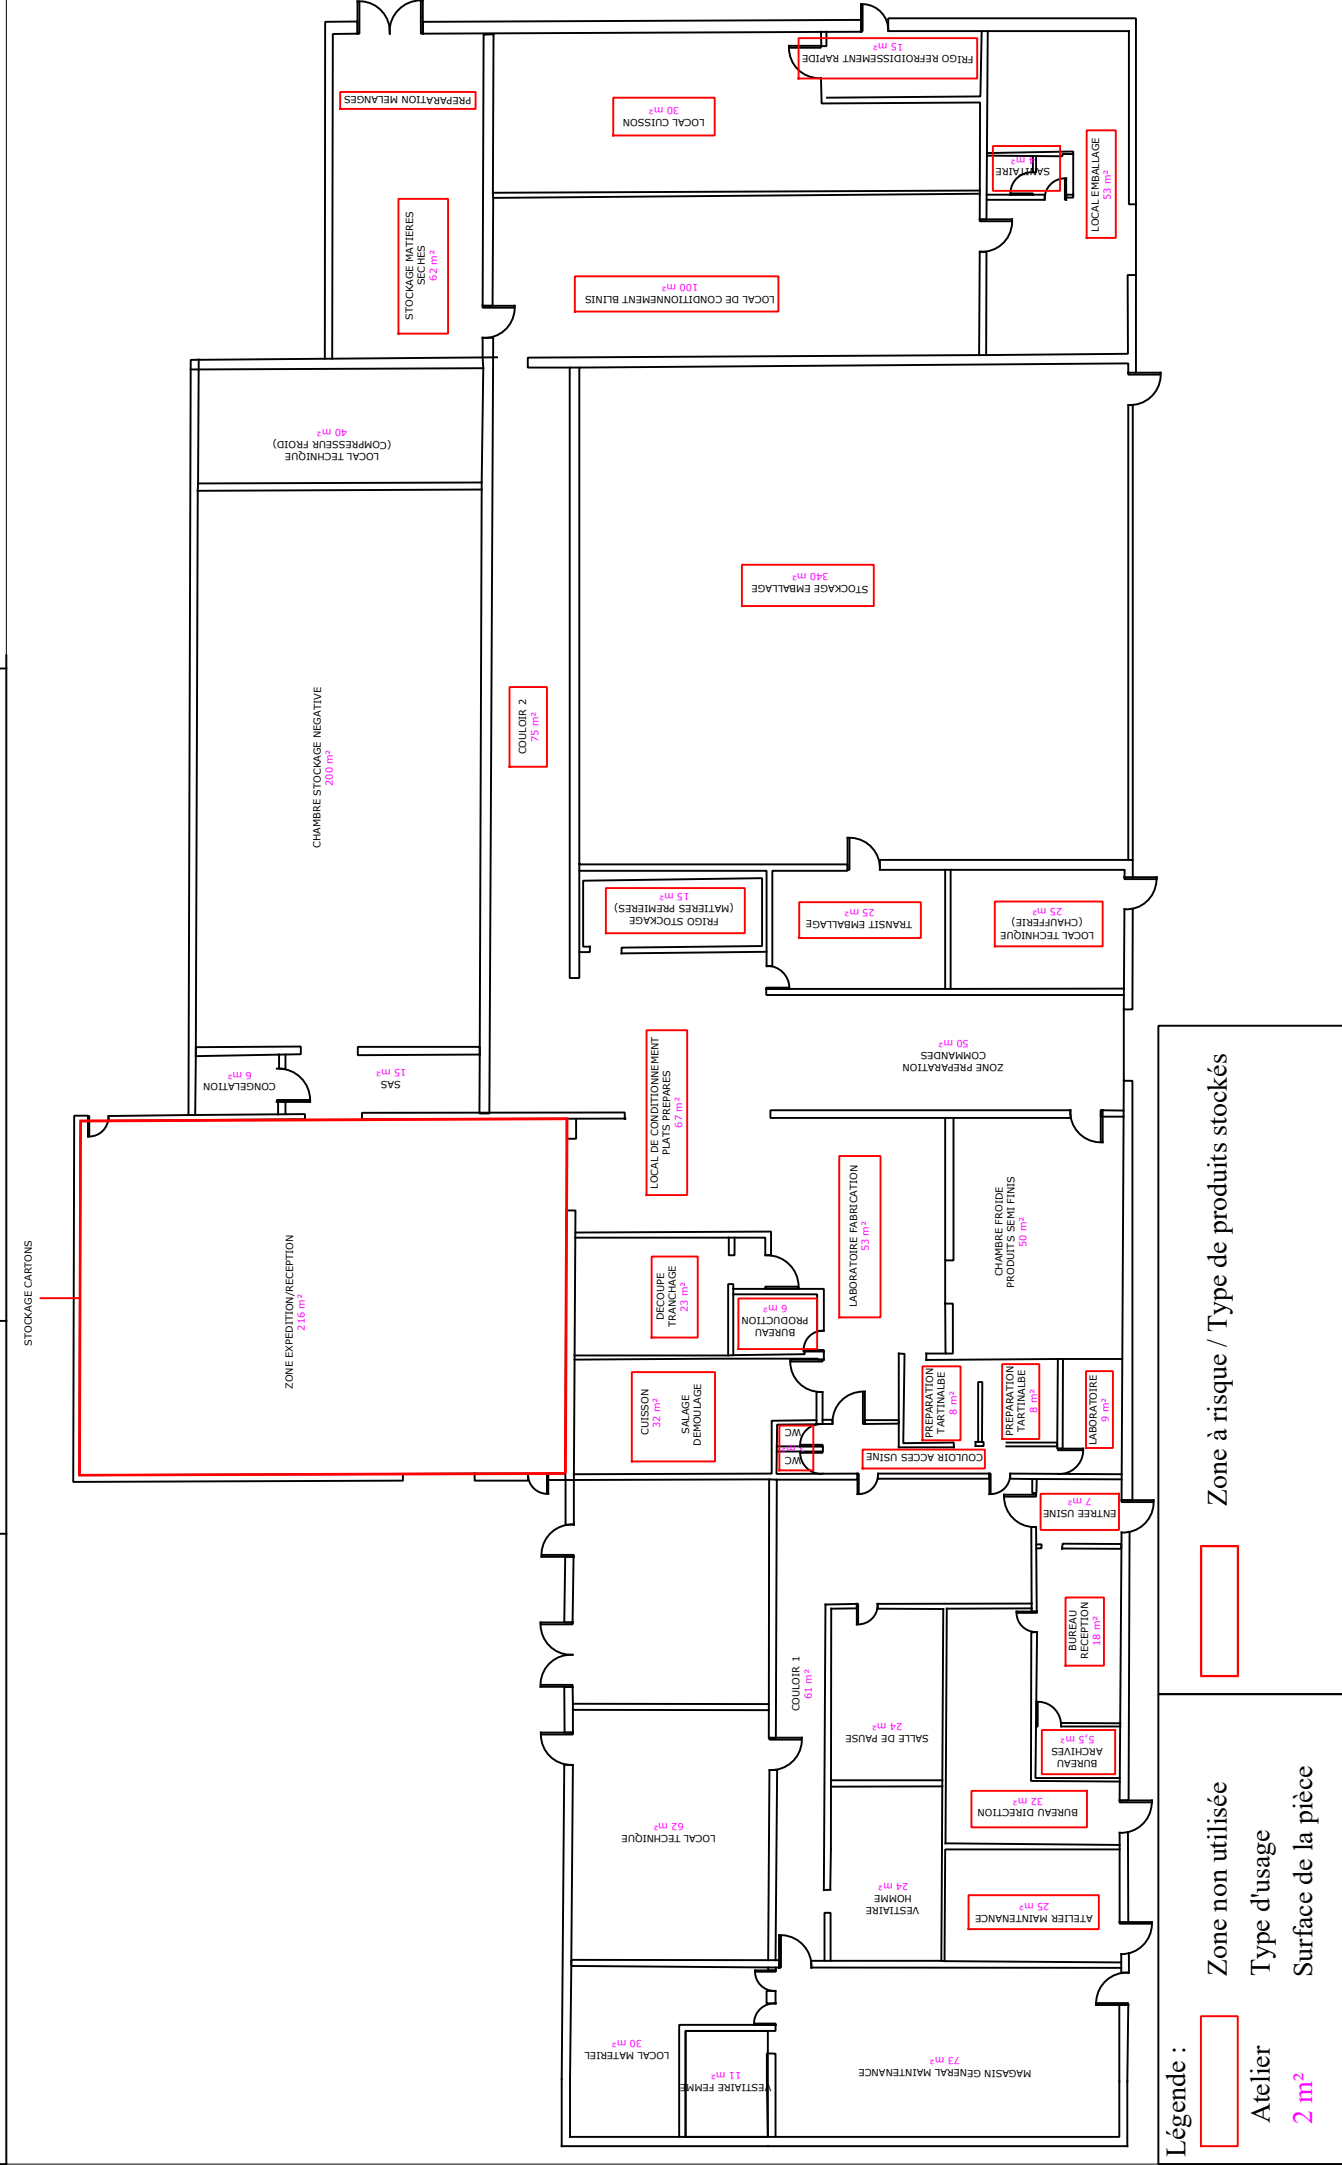 PREPARATION MELANGES
STOCKAGE MATIERES
SECHES
62 m²
LOCAL CUISSON
30 m²
FRIGO REFROIDISSEMENT RAPIDE
15 m²
SANITAIRE
m²
LOCAL EMBALLAGE
53 m²
LOCAL DE CONDITIONNEMENT BLINIS
100 m²
LOCAL TECHNIQUE
(COMPRESSEUR FROID)
40 m²
CHAMBRE STOCKAGE NEGATIVE
200 m²
COULOIR 2
75 m²
STOCKAGE EMBALLAGE
340 m²
FRIGO STOCKAGE
(MATIERES PREMIERES)
15 m²
TRANSIT EMBALLAGE
25 m²
LOCAL TECHNIQUE
(CHAUFFERIE)
25 m²
CONGELATION
6 m²
SAS
15 m²
ZONE PREPARATION
COMMANDES
50 m²
LOCAL DE CONDITIONNEMENT
PLATS PREPARES
67 m²
STOCKAGE CARTONS
ZONE EXPEDITION/RECEPTION
216 m²
DECOUPE
TRANCHAGE
23 m²
BUREAU
PRODUCTION
6 m²
LABORATOIRE FABRICATION
53 m²
CHAMBRE FROIDE
PRODUITS SEMI FINIS
50 m²
CUISSON
32 m²
SALAGE
DEMOULAGE
WC
WC
PREPARATION
TARTINALBE
8 m²
PREPARATION
TARTINALBE
8 m²
LABORATOIRE
9 m²
COULOIR ACCES USINE
ENTREE USINE
7 m²
COULOIR 1
61 m²
SALLE DE PAUSE
24 m²
BUREAU
RECEPTION
18 m²
BUREAU
ARCHIVES
5,5 m²
BUREAU DIRECTION
32 m²
LOCAL TECHNIQUE
62 m²
VESTIAIRE
HOMME
24 m²
ATELIER MAINTENANCE
25 m²
LOCAL MATERIEL
30 m²
VESTIAIRE FEMME
11 m²
MAGASIN GENERAL MAINTENANCE
73 m²
Légende :
Zone non utilisée
Zone à risque / Type de produits stockés
Atelier
Type d'usage
2 m²
Surface de la pièce